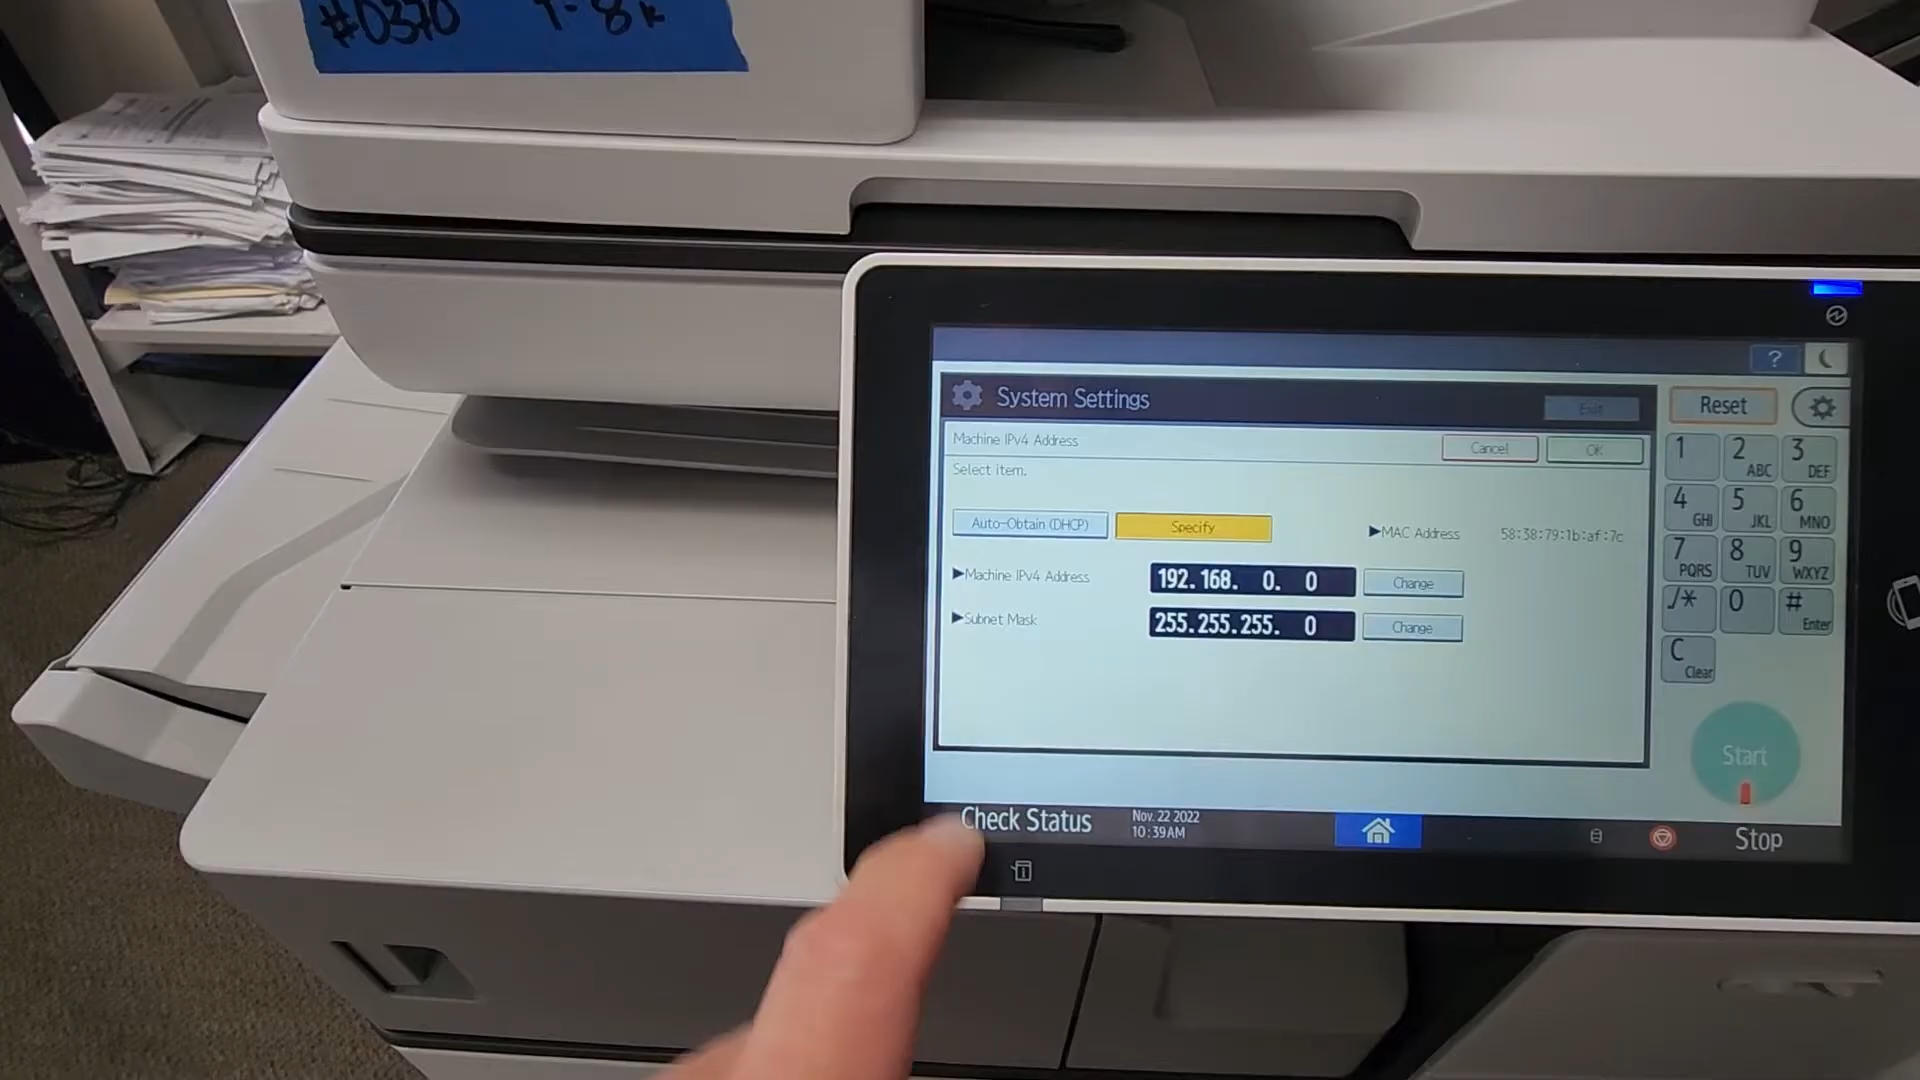 #0370 T-8k
?
System Settings
Exit
Reset
Machine IPv4 Address
Cancel
OK
Select item.
Auto-Obtain (DHCP)
Specify
▶MAC Address
58:38:79:1b:af:7c
▶Machine IPv4 Address
192.168. 0. 0
Change
▶Subnet Mask
255.255.255. 0
Change
1
2 ABC
3 DEF
4 GHI
5 JKL
6 MNO
7 PQRS
8 TUV
9 WXYZ
./*
0
# Enter
C Clear
Start
Check Status
Nov. 22 2022
10:39AM
Stop